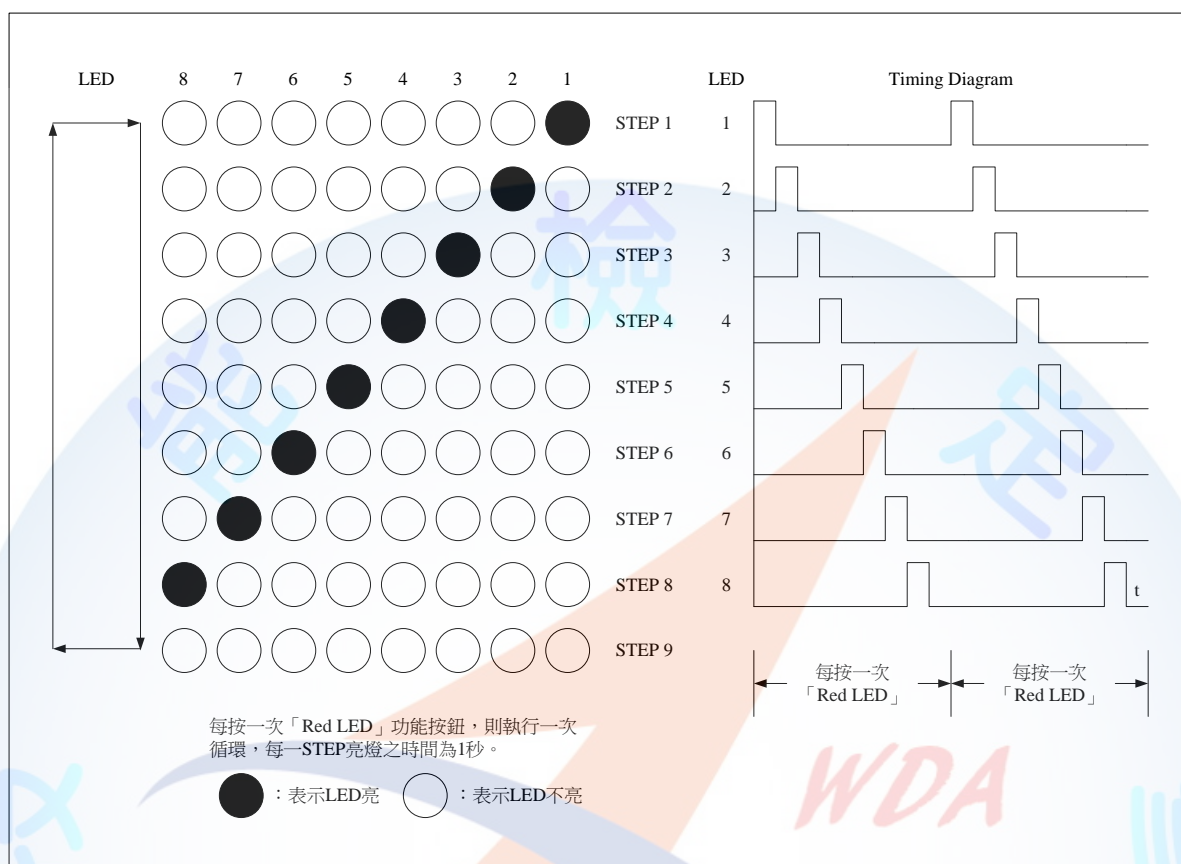 LED 8 7 6 5 4 3 2 1 LED Timing Diagram
STEP 1 1
STEP 2 2
STEP 3 3
STEP 4 4
STEP 5 5
STEP 6 6
STEP 7 7
STEP 8 8 t
STEP 9
每按一次 每按一次
「Red LED」 「Red LED」
每按一次「Red LED」功能按鈕,則執行一次
循環,每一STEP亮燈之時間為1秒。
:表示LED亮 :表示LED不亮
檢
能
定
WDA